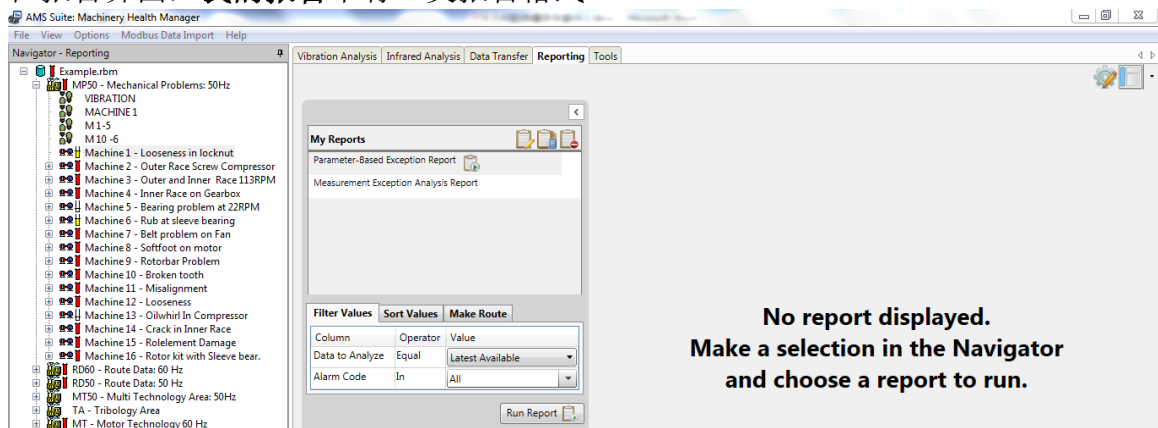 AMS Suite: Machinery Health Manager
File View Options Modbus Data Import Help
Navigator - Reporting
Vibration Analysis Infrared Analysis Data Transfer Reporting Tools
Example.rbm
MP50 - Mechanical Problems: 50Hz
VIBRATION
MACHINE 1
M 1-5
M 10 -6
Machine 1 - Looseness in locknut
Machine 2 - Outer Race Screw Compressor
Machine 3 - Outer and Inner Race 113RPM
Machine 4 - Inner Race on Gearbox
Machine 5 - Bearing problem at 22RPM
Machine 6 - Rub at sleeve bearing
Machine 7 - Belt problem on Fan
Machine 8 - Softfoot on motor
Machine 9 - Rotorbar Problem
Machine 10 - Broken tooth
Machine 11 - Misalignment
Machine 12 - Looseness
Machine 13 - Oilwhirl In Compressor
Machine 14 - Crack in Inner Race
Machine 15 - Rolelement Damage
Machine 16 - Rotor kit with Sleeve bear.
RD60 - Route Data: 60 Hz
RD50 - Route Data: 50 Hz
MT50 - Multi Technology Area: 50Hz
TA - Tribology Area
MT - Motor Technology 60 Hz
My Reports
Parameter-Based Exception Report
Measurement Exception Analysis Report
Filter Values Sort Values Make Route
Column Operator Value
Data to Analyze Equal Latest Available
Alarm Code In All
Run Report
No report displayed.
Make a selection in the Navigator
and choose a report to run.